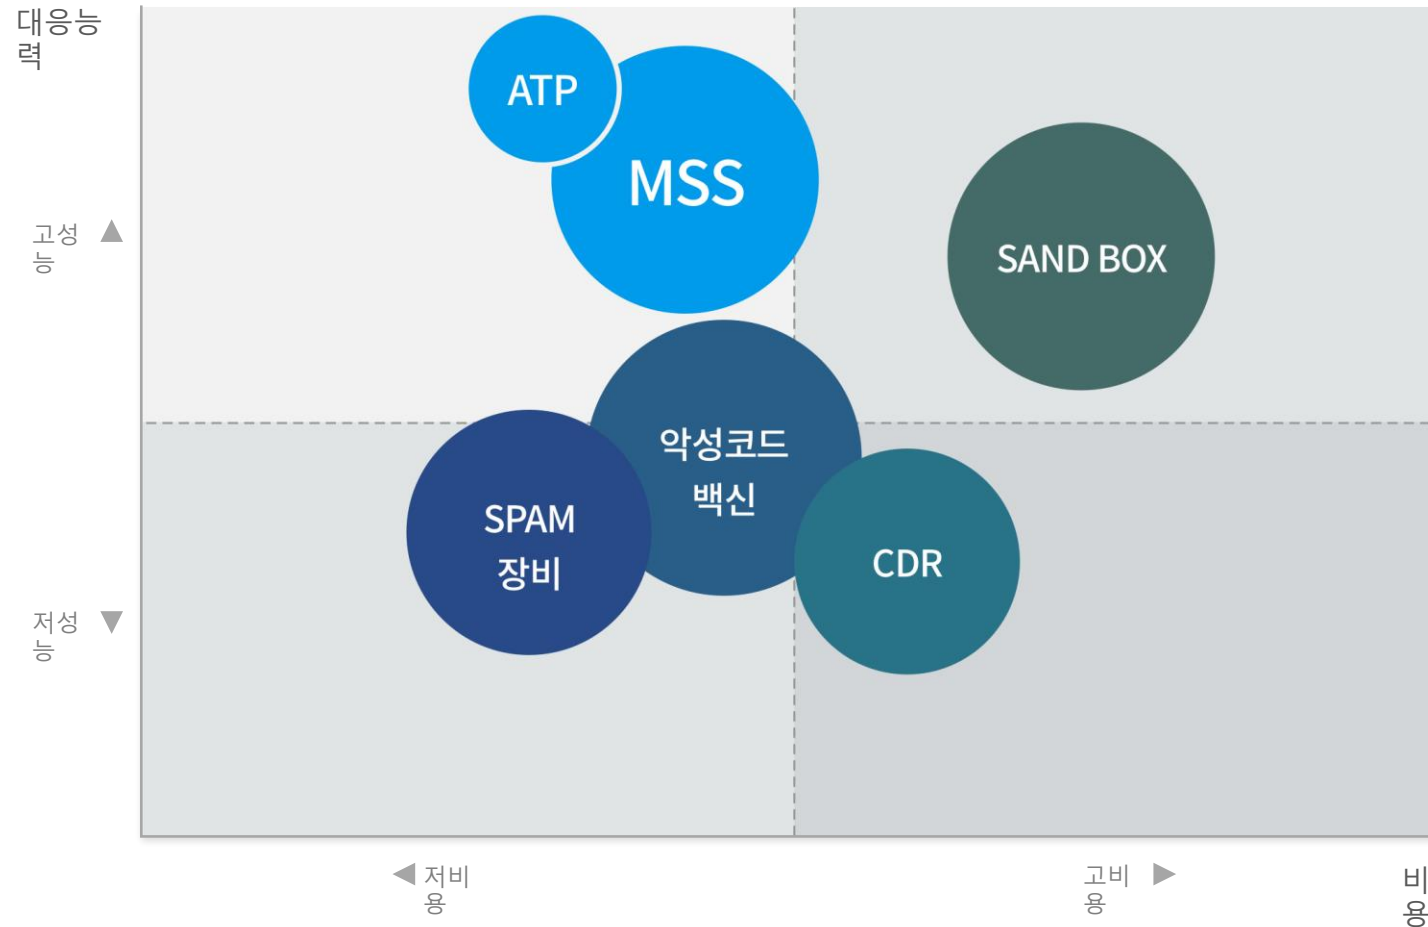 대응능
력
ATP
MSS
고성
능
SAND BOX
악성코드
백신
SPAM
장비
CDR
저성
능
저비
용
고비
용
비
용